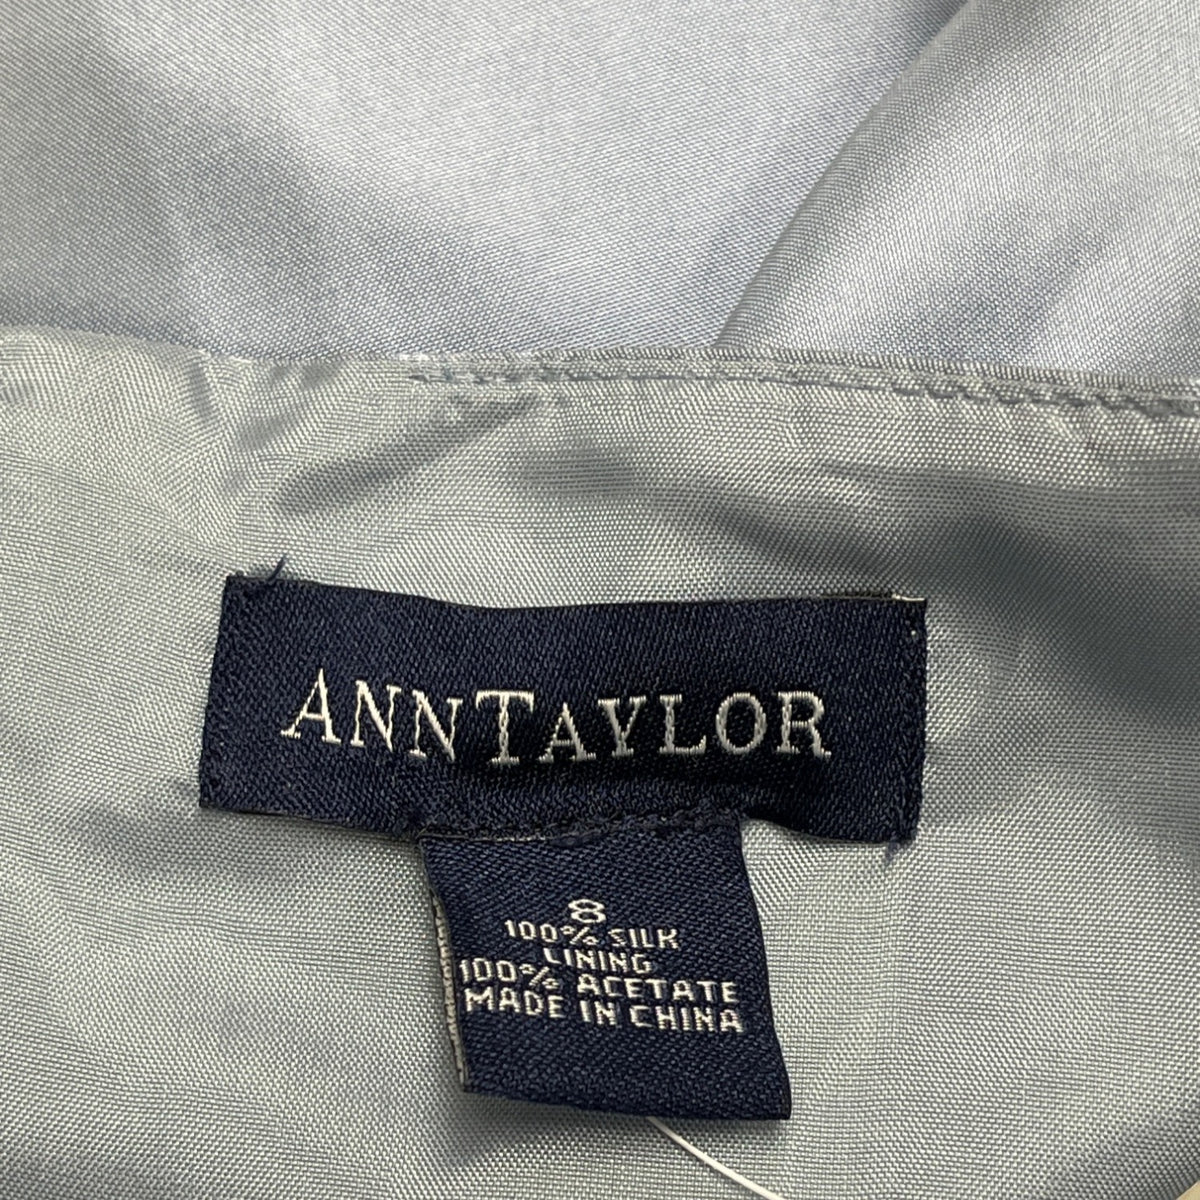 ANNTAYLOR
8
100% SILK
LINING
100% ACETATE
MADE IN CHINA